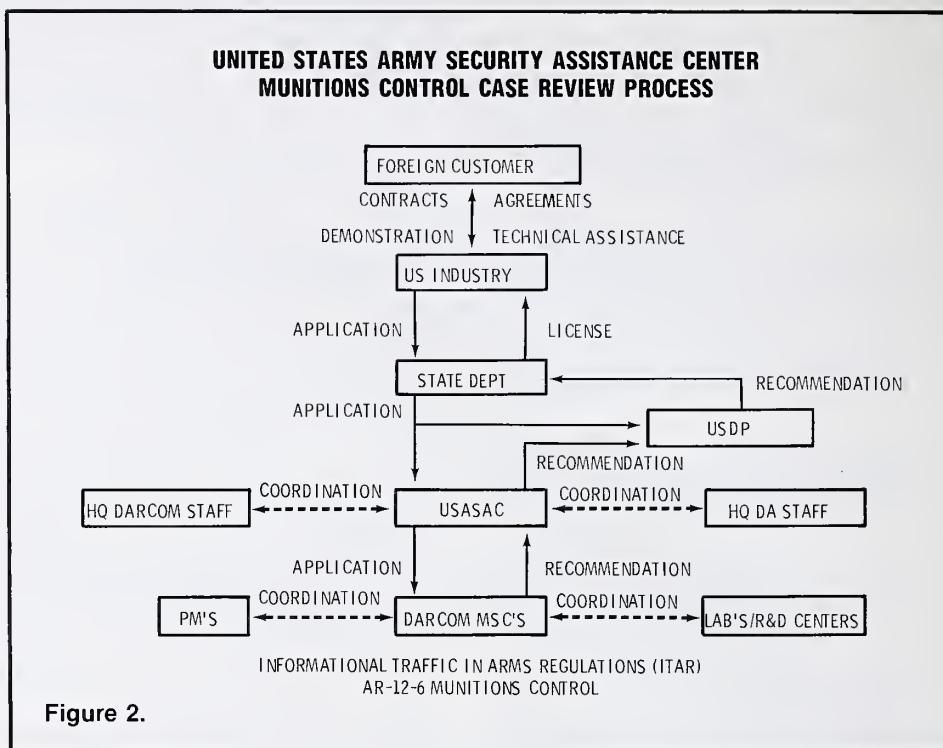 UNITED STATES ARMY SECURITY ASSISTANCE CENTER
MUNITIONS CONTROL CASE REVIEW PROCESS
FOREIGN CUSTOMER
CONTRACTS AGREEMENTS
DEMONSTRATION TECHNICAL ASSISTANCE
US INDUSTRY
APPLICATION LICENSE
STATE DEPT
RECOMMENDATION
APPLICATION
USDP
RECOMMENDATION
HQ DARCOM STAFF COORDINATION USASAC COORDINATION HQ DA STAFF
APPLICATION RECOMMENDATION
PM'S COORDINATION DARCOM MSC'S COORDINATION LAB'S/R&D CENTERS
INFORMATIONAL TRAFFIC IN ARMS REGULATIONS (ITAR)
AR-12-6 MUNITIONS CONTROL
Figure 2.